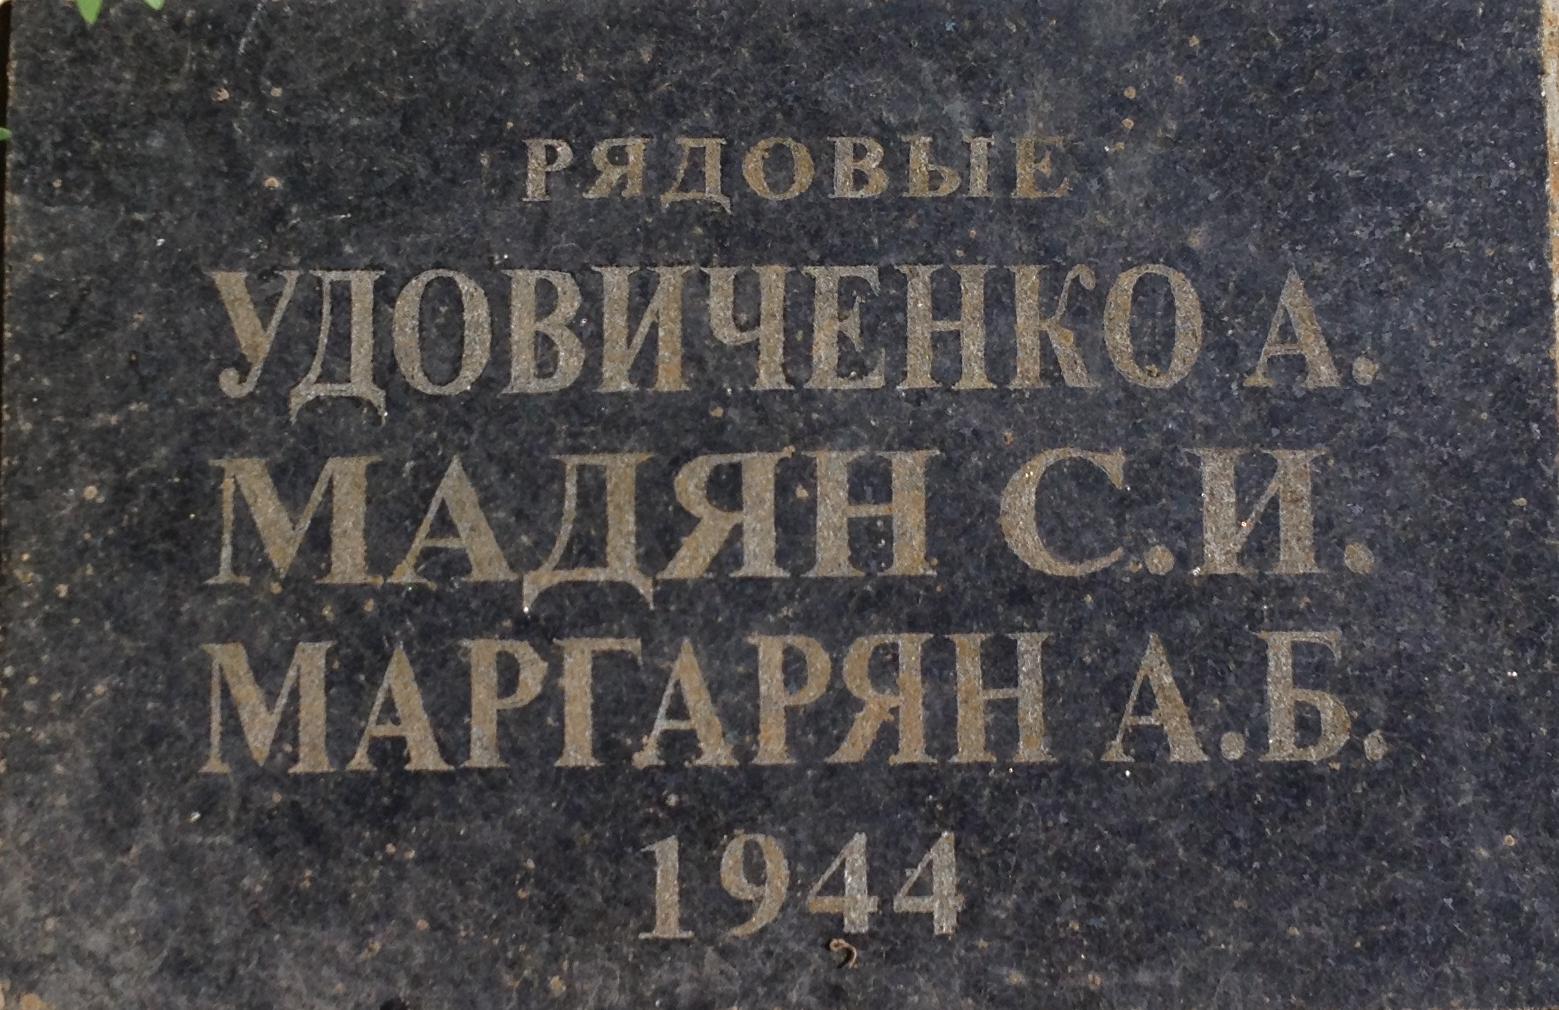 РЯДОВЫЕ
УДОВИЧЕНКО А.
МАДЯН С.И.
МАРГАРЯН А.Б.
1944